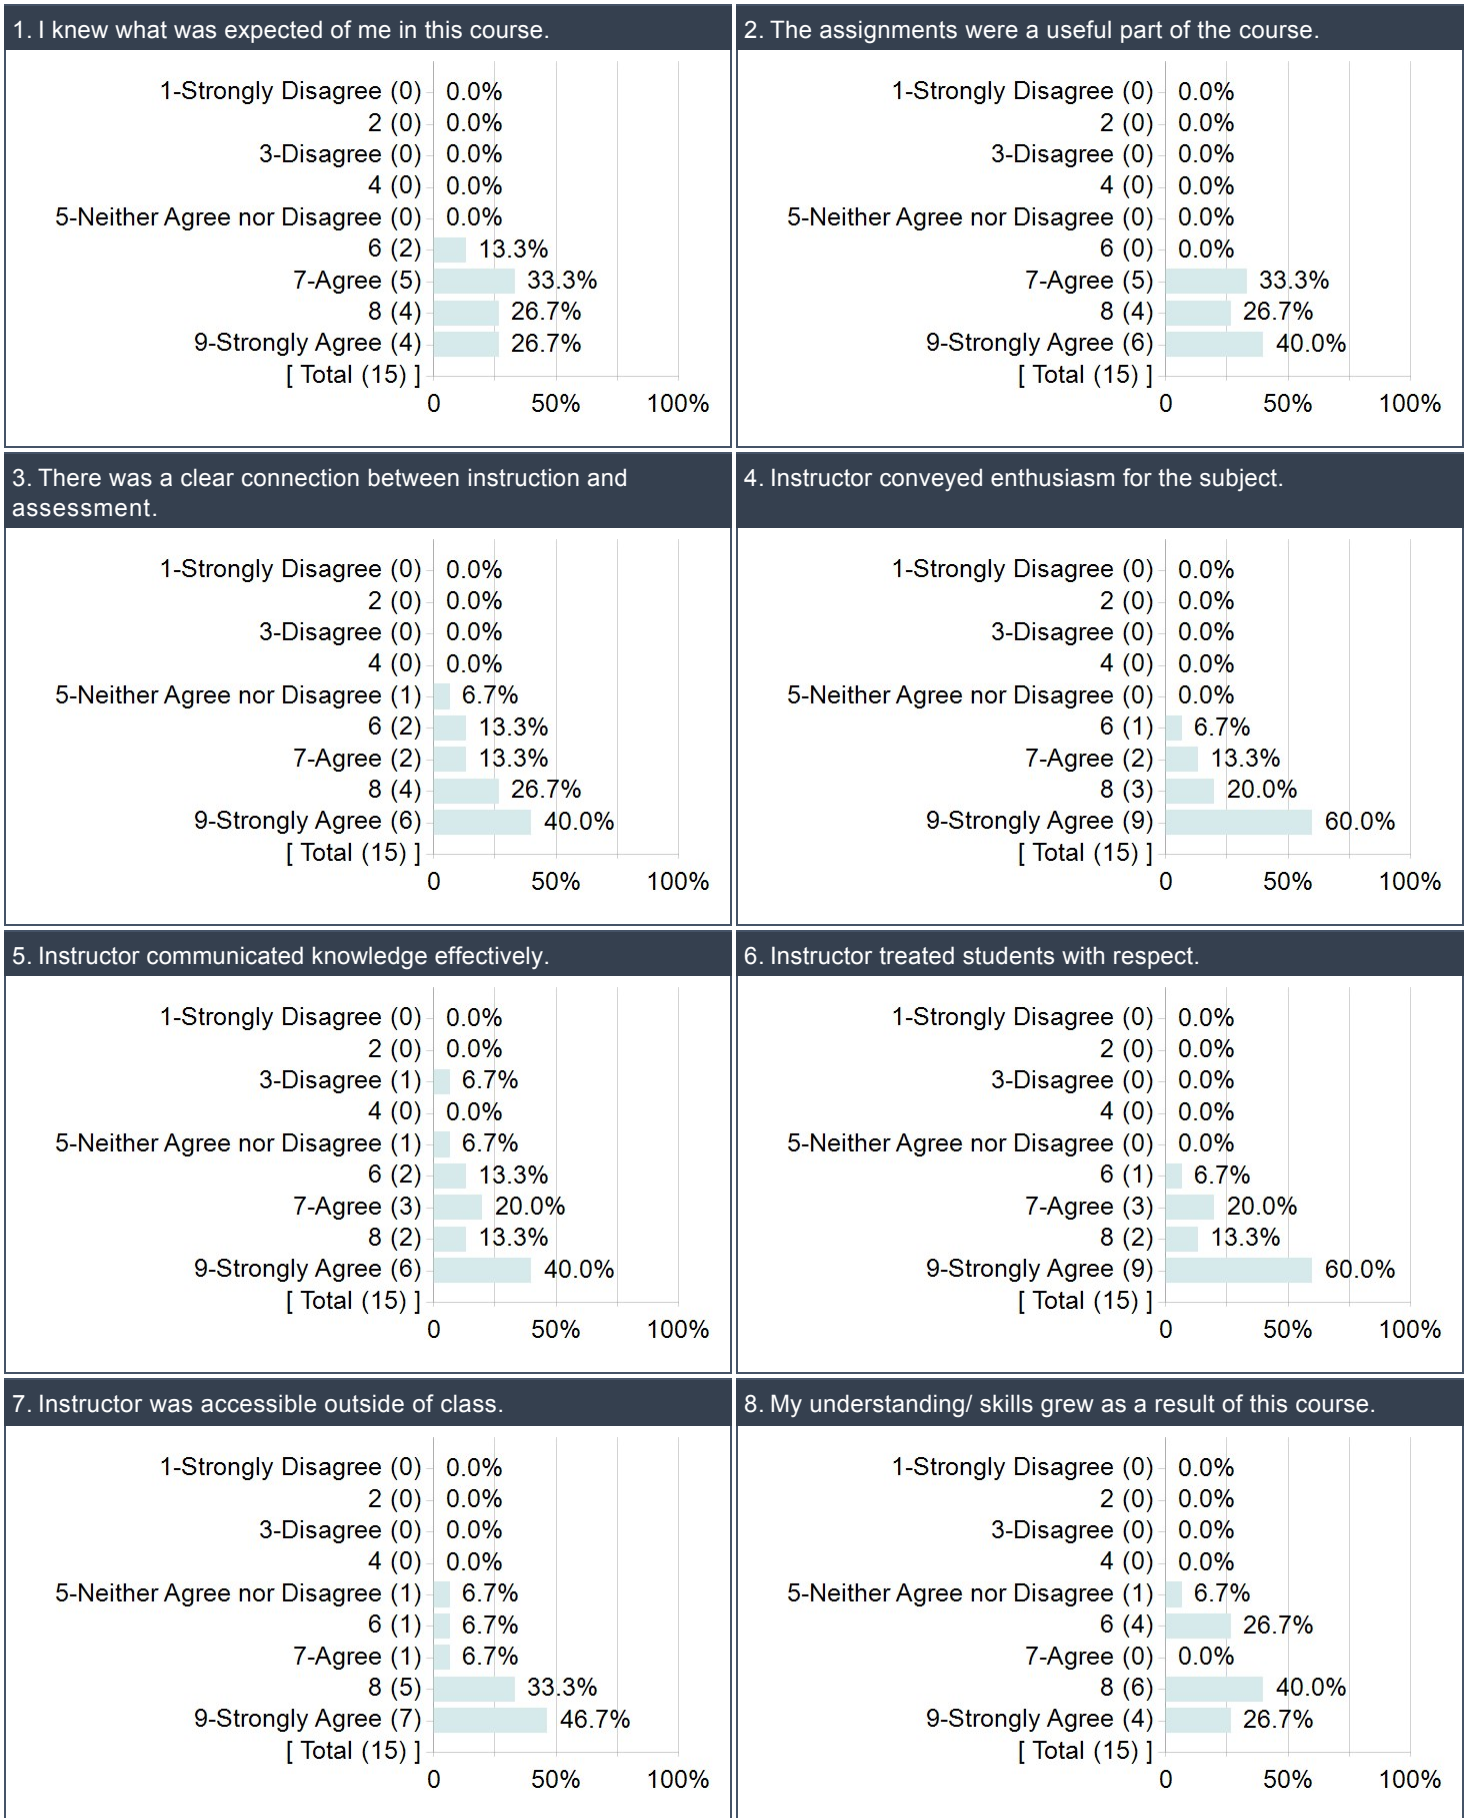 1. I knew what was expected of me in this course.
1-Strongly Disagree (0) 0.0%
2 (0) 0.0%
3-Disagree (0) 0.0%
4 (0) 0.0%
5-Neither Agree nor Disagree (0) 0.0%
6 (2) 13.3%
7-Agree (5) 33.3%
8 (4) 26.7%
9-Strongly Agree (4) 26.7%
[ Total (15) ]
0 50% 100%
2. The assignments were a useful part of the course.
1-Strongly Disagree (0) 0.0%
2 (0) 0.0%
3-Disagree (0) 0.0%
4 (0) 0.0%
5-Neither Agree nor Disagree (0) 0.0%
6 (0) 0.0%
7-Agree (5) 33.3%
8 (4) 26.7%
9-Strongly Agree (6) 40.0%
[ Total (15) ]
0 50% 100%
3. There was a clear connection between instruction and
assessment.
1-Strongly Disagree (0) 0.0%
2 (0) 0.0%
3-Disagree (0) 0.0%
4 (0) 0.0%
5-Neither Agree nor Disagree (1) 6.7%
6 (2) 13.3%
7-Agree (2) 13.3%
8 (4) 26.7%
9-Strongly Agree (6) 40.0%
[ Total (15) ]
0 50% 100%
4. Instructor conveyed enthusiasm for the subject.
1-Strongly Disagree (0) 0.0%
2 (0) 0.0%
3-Disagree (0) 0.0%
4 (0) 0.0%
5-Neither Agree nor Disagree (0) 0.0%
6 (1) 6.7%
7-Agree (2) 13.3%
8 (3) 20.0%
9-Strongly Agree (9) 60.0%
[ Total (15) ]
0 50% 100%
5. Instructor communicated knowledge effectively.
1-Strongly Disagree (0) 0.0%
2 (0) 0.0%
3-Disagree (1) 6.7%
4 (0) 0.0%
5-Neither Agree nor Disagree (1) 6.7%
6 (2) 13.3%
7-Agree (3) 20.0%
8 (2) 13.3%
9-Strongly Agree (6) 40.0%
[ Total (15) ]
0 50% 100%
6. Instructor treated students with respect.
1-Strongly Disagree (0) 0.0%
2 (0) 0.0%
3-Disagree (0) 0.0%
4 (0) 0.0%
5-Neither Agree nor Disagree (0) 0.0%
6 (1) 6.7%
7-Agree (3) 20.0%
8 (2) 13.3%
9-Strongly Agree (9) 60.0%
[ Total (15) ]
0 50% 100%
7. Instructor was accessible outside of class.
1-Strongly Disagree (0) 0.0%
2 (0) 0.0%
3-Disagree (0) 0.0%
4 (0) 0.0%
5-Neither Agree nor Disagree (1) 6.7%
6 (1) 6.7%
7-Agree (1) 6.7%
8 (5) 33.3%
9-Strongly Agree (7) 46.7%
[ Total (15) ]
0 50% 100%
8. My understanding/ skills grew as a result of this course.
1-Strongly Disagree (0) 0.0%
2 (0) 0.0%
3-Disagree (0) 0.0%
4 (0) 0.0%
5-Neither Agree nor Disagree (1) 6.7%
6 (4) 26.7%
7-Agree (0) 0.0%
8 (6) 40.0%
9-Strongly Agree (4) 26.7%
[ Total (15) ]
0 50% 100%